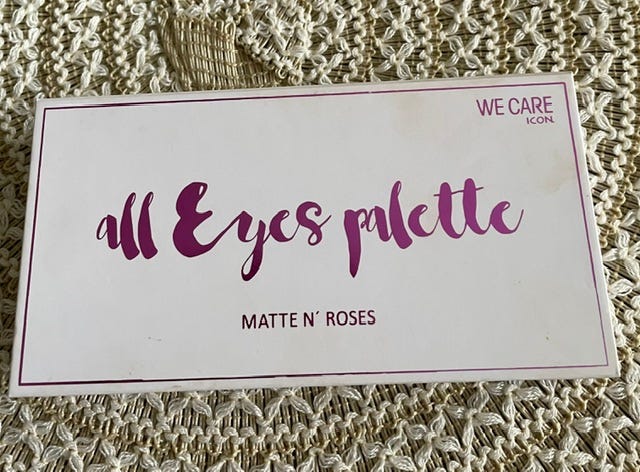 WE CARE
ICON.
all Eyes palette
MATTE N´ ROSES